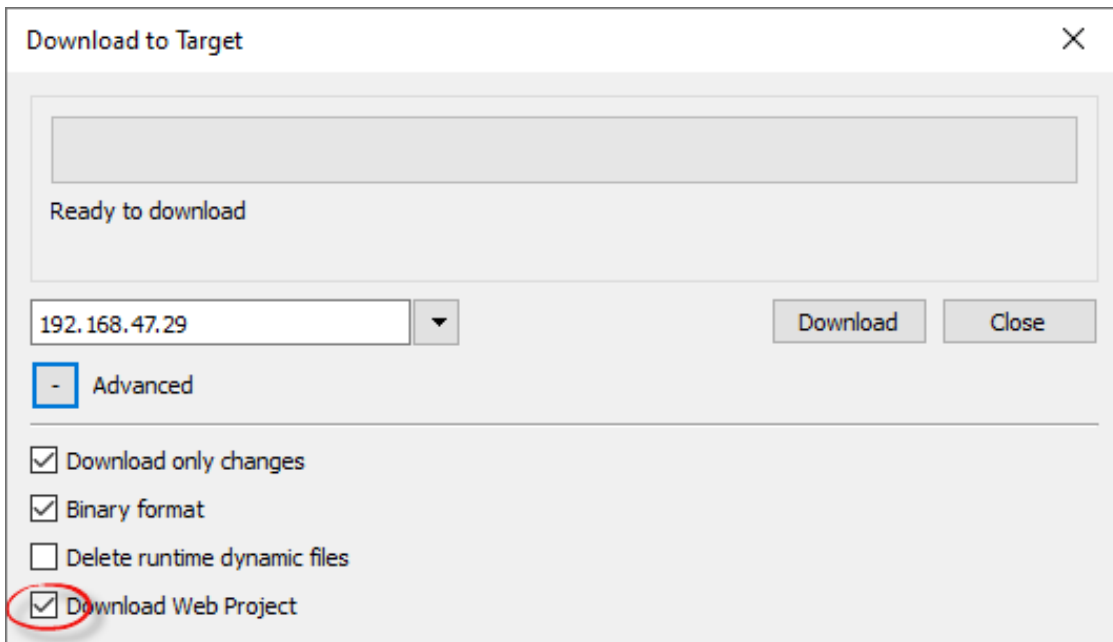 Download to Target
Ready to download
192.168.47.29
Download
Close
- Advanced
Download only changes
Binary format
Delete runtime dynamic files
Download Web Project